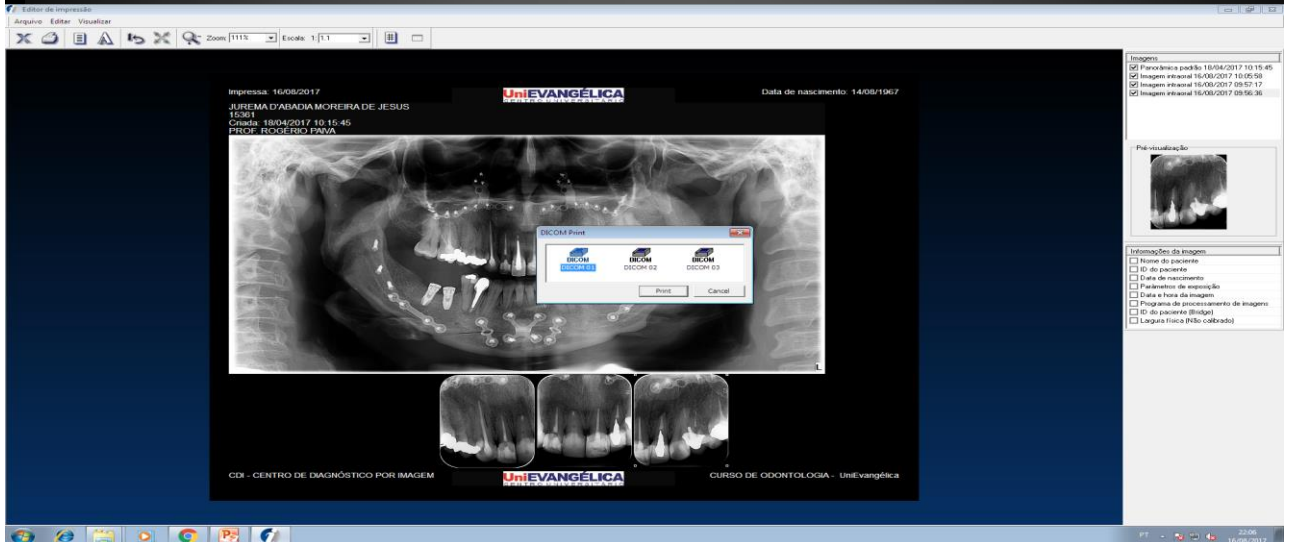 Editor de impressão
Arquivo Editar Visualizar
Zoom: 111% Escala: 1: 1.1
Impressa: 16/08/2017
UniEVANGÉLICA
CENTRO UNIVERSITÁRIO
Data de nascimento: 14/08/1967
JUREMA D'ABADIA MOREIRA DE JESUS
15361
Criada: 18/04/2017 10:15:45
PROF. ROGÉRIO PAIVA
DICOM Print
DICOM DICOM DICOM
DICOM 01 DICOM 02 DICOM 03
Print Cancel
L
CDI - CENTRO DE DIAGNÓSTICO POR IMAGEM
UniEVANGÉLICA
CENTRO UNIVERSITÁRIO
CURSO DE ODONTOLOGIA - UniEvangélica
Imagens
Panorâmica padrão 18/04/2017 10:15:45
Imagem intraoral 16/08/2017 10:05:58
Imagem intraoral 16/08/2017 09:57:17
Imagem intraoral 16/08/2017 09:56:36
Pré-visualização
Informações da imagem
Nome do paciente
ID do paciente
Data de nascimento
Parâmetros de exposição
Data e hora da imagem
Programa de processamento de imagens
ID do paciente (Bridge)
Largura física (Não calibrado)
PT
22:06
16/08/2017